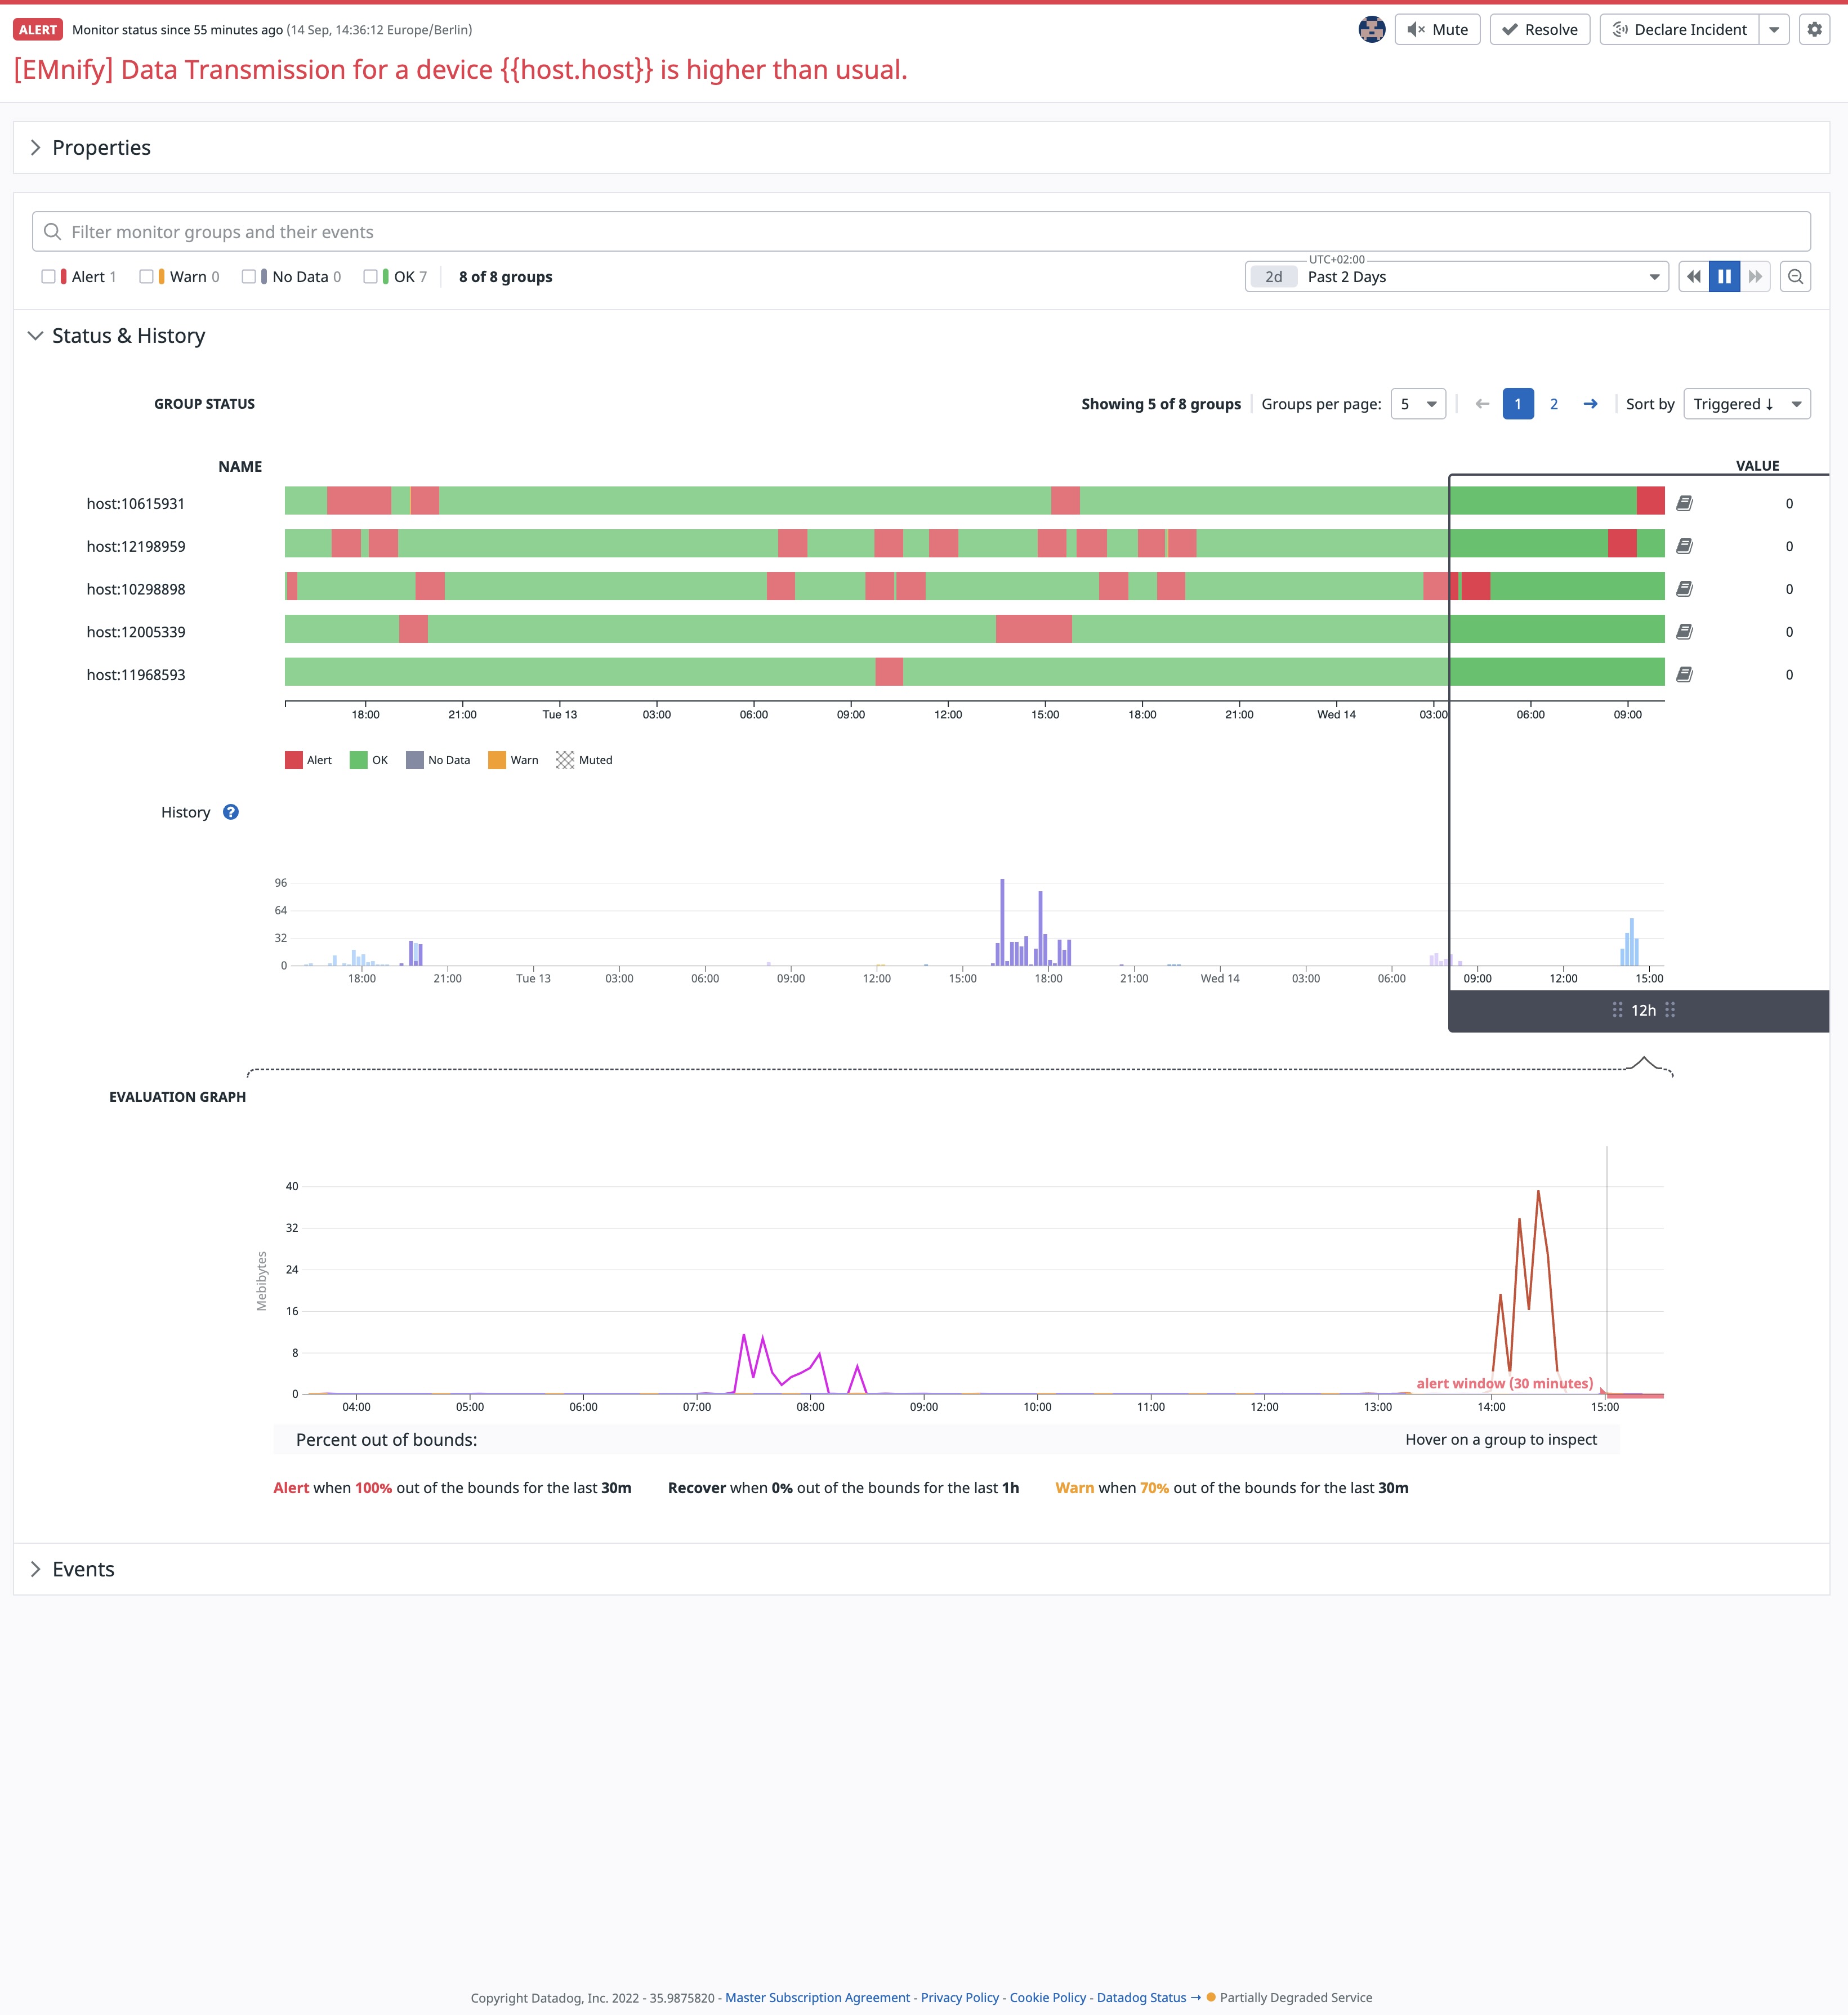 ALERT Monitor status since 55 minutes ago (14 Sep, 14:36:12 Europe/Berlin) Mute Resolve Declare Incident
[EMnify] Data Transmission for a device {{host.host}} is higher than usual.
Properties
Filter monitor groups and their events
UTC+02:00
Alert 1 Warn 0 No Data 0 OK 7 8 of 8 groups 2d Past 2 Days
Status & History
GROUP STATUS Showing 5 of 8 groups Groups per page: 5 ← 1 2 → Sort by Triggered ↓
NAME VALUE
host:10615931 0
host:12198959 0
host:10298898 0
host:12005339 0
host:11968593 0
18:00 21:00 Tue 13 03:00 06:00 09:00 12:00 15:00 18:00 21:00 Wed 14 03:00 06:00 09:00
Alert OK No Data Warn Muted
History ?
96
64
32
0
18:00 21:00 Tue 13 03:00 06:00 09:00 12:00 15:00 18:00 21:00 Wed 14 03:00 06:00 09:00 12:00 15:00
12h
EVALUATION GRAPH
Mebibytes
40
32
24
16
8
0
alert window (30 minutes)
04:00 05:00 06:00 07:00 08:00 09:00 10:00 11:00 12:00 13:00 14:00 15:00
Percent out of bounds: Hover on a group to inspect
Alert when 100% out of the bounds for the last 30m Recover when 0% out of the bounds for the last 1h Warn when 70% out of the bounds for the last 30m
Events
Copyright Datadog, Inc. 2022 - 35.9875820 - Master Subscription Agreement - Privacy Policy - Cookie Policy - Datadog Status → Partially Degraded Service